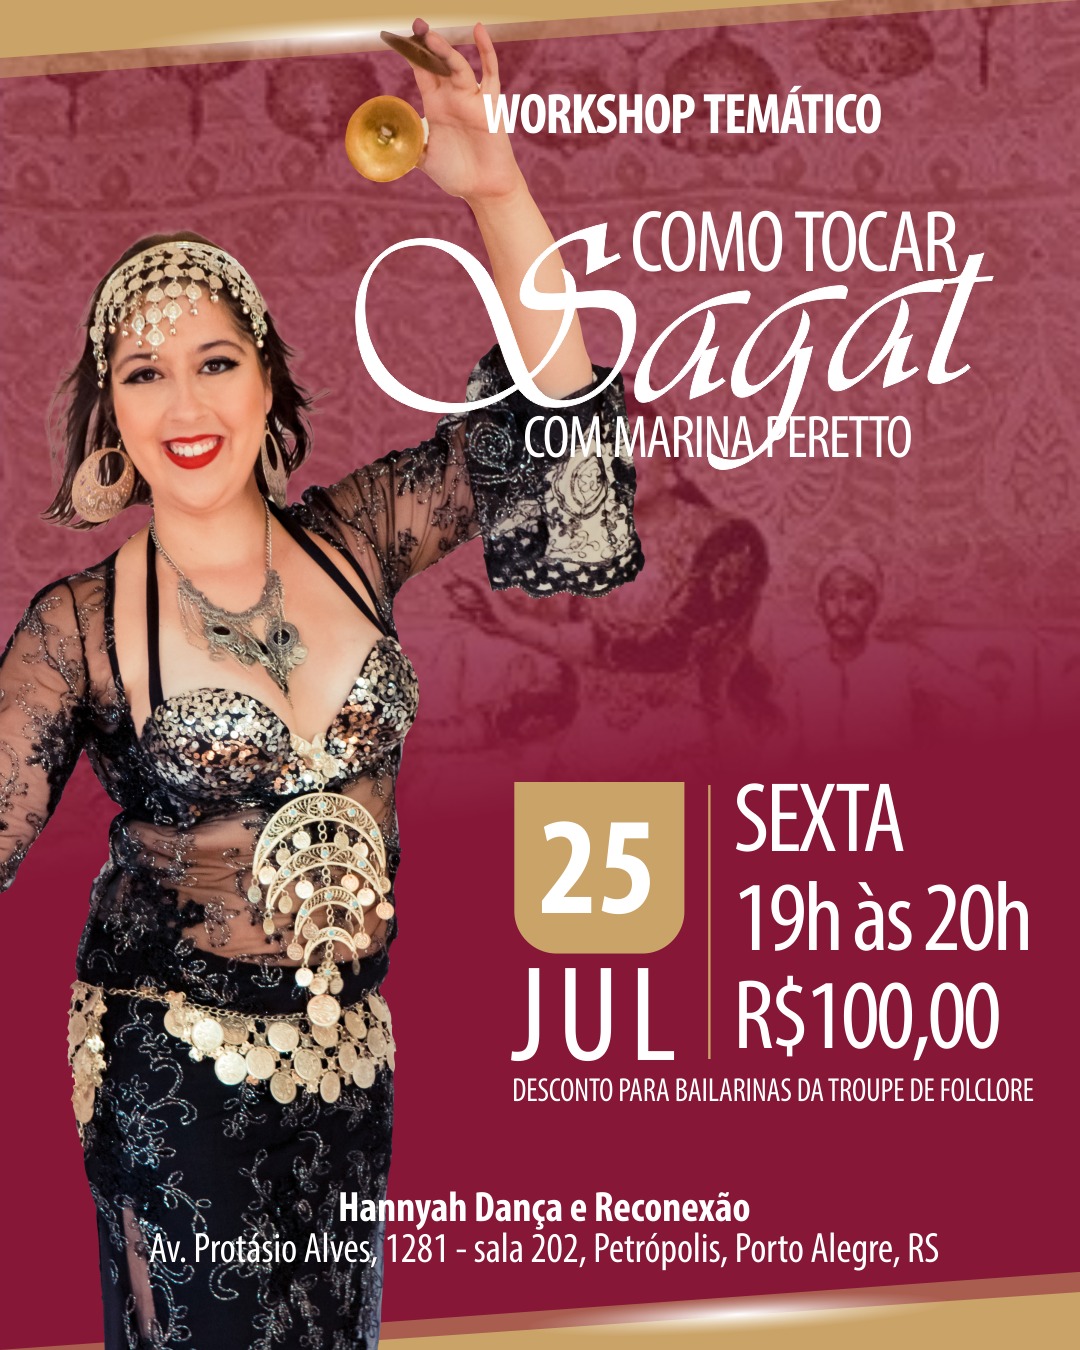 WORKSHOP TEMÁTICO
COMO TOCAR
Sagat
COM MARINA PERETTO
25
JUL
SEXTA
19h às 20h
R$100,00
DESCONTO PARA BAILARINAS DA TROUPE DE FOLCLORE
Hannyah Dança e Reconexão
Av. Protásio Alves, 1281 - sala 202, Petrópolis, Porto Alegre, RS